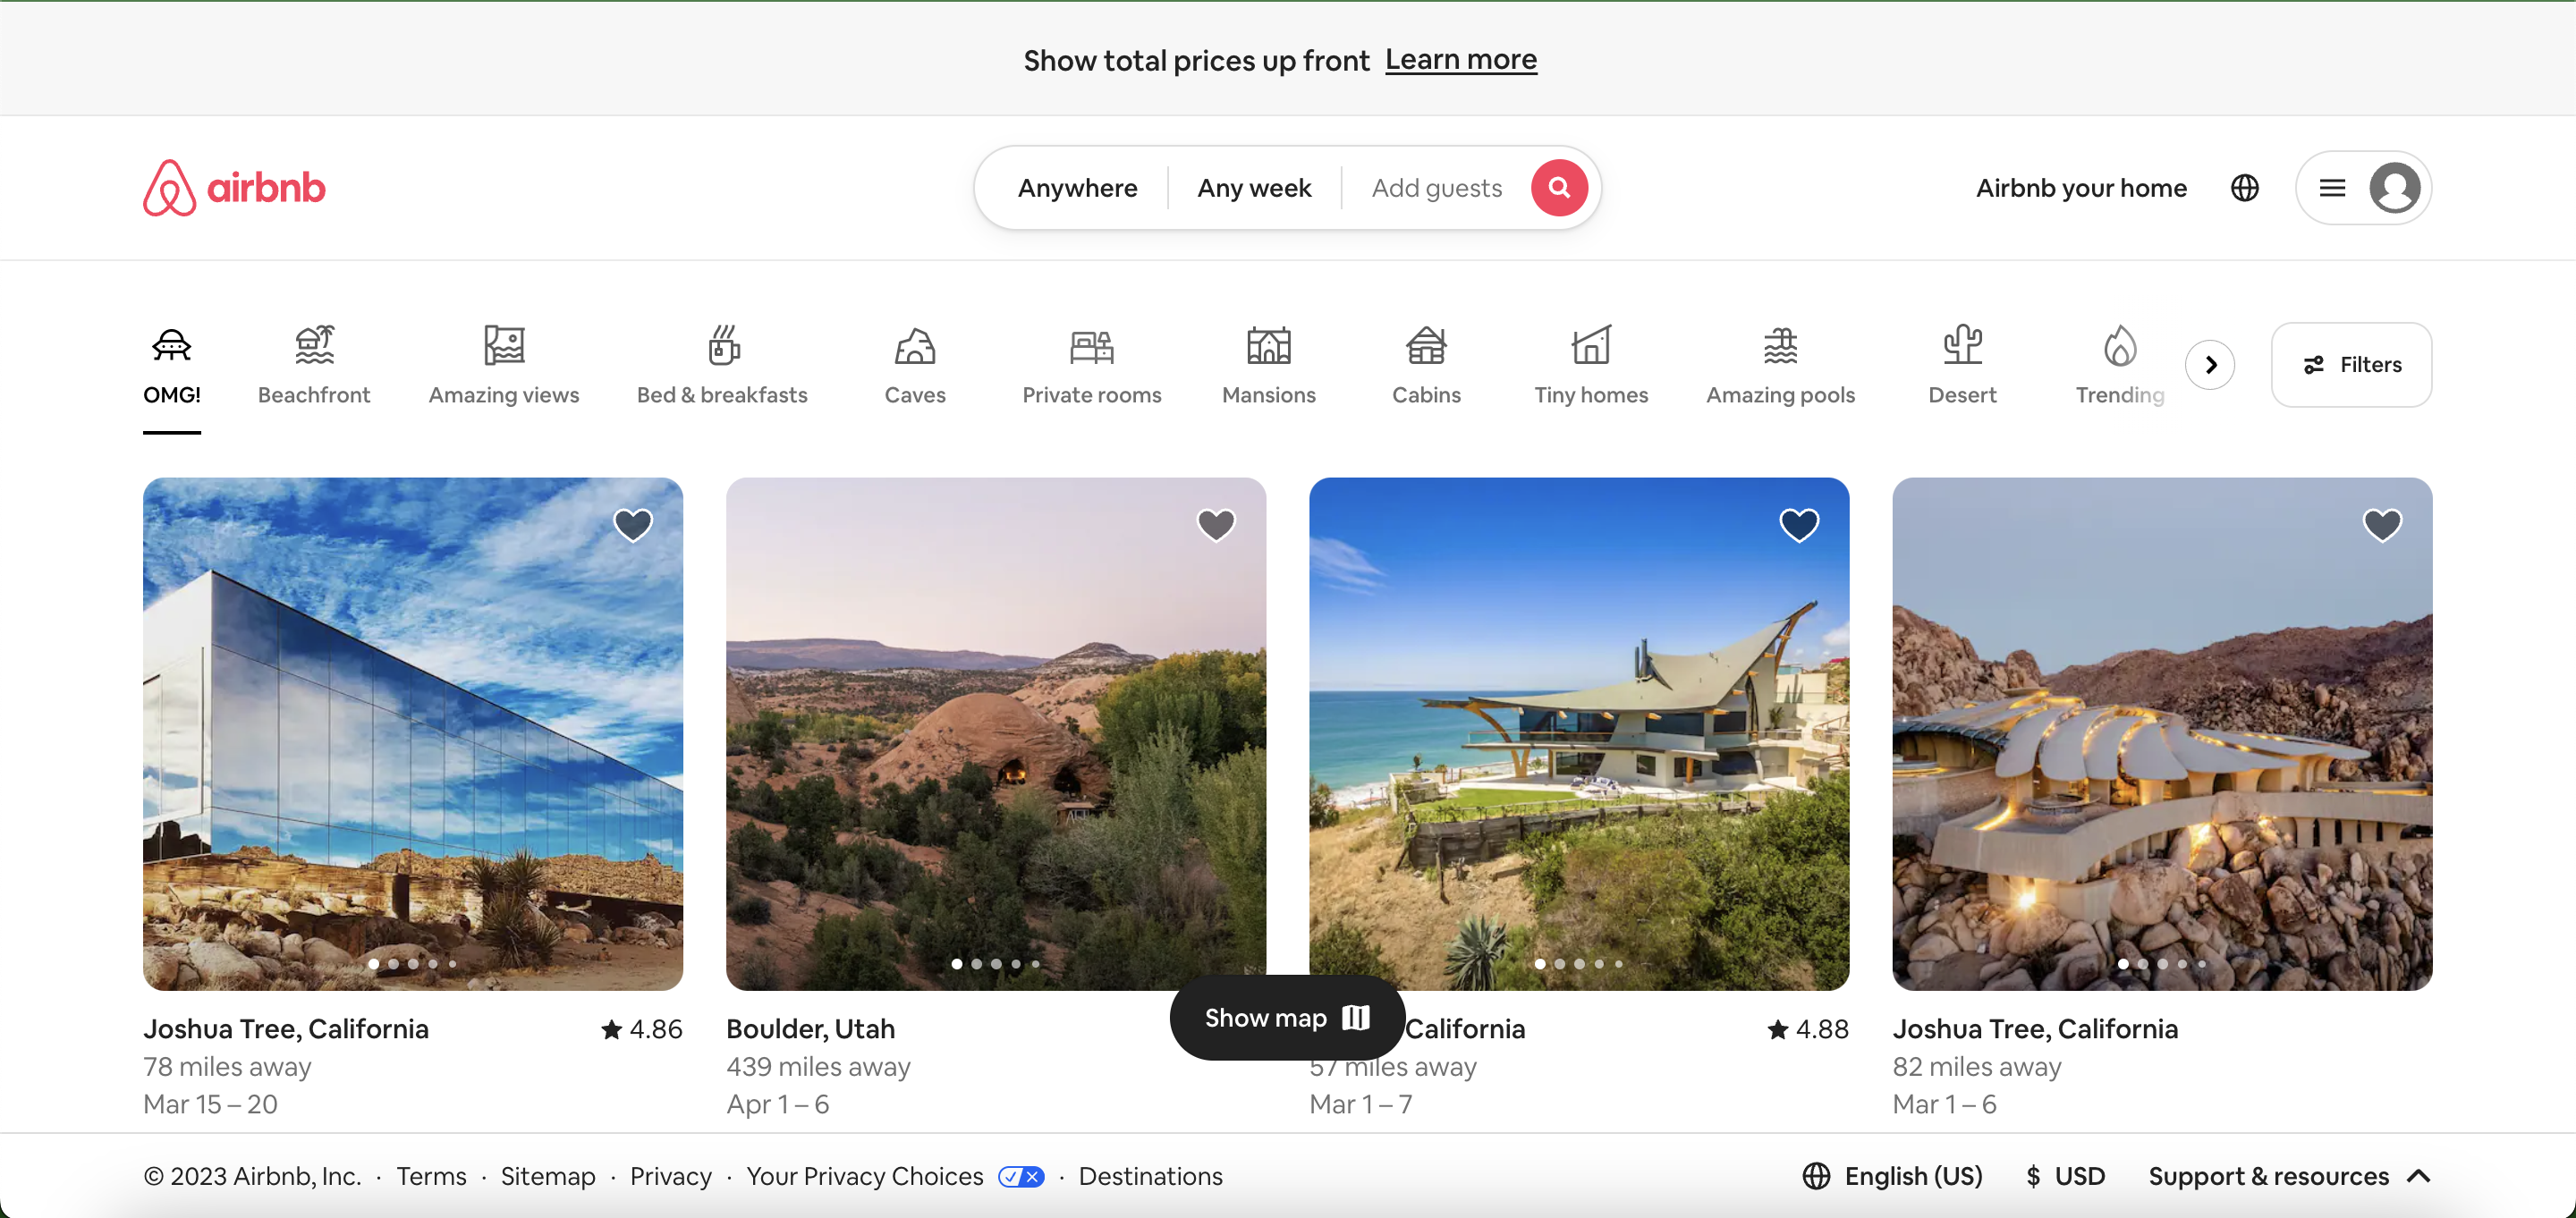 Show total prices up front Learn more
airbnb
Anywhere Any week Add guests
Airbnb your home
OMG! Beachfront Amazing views Bed & breakfasts Caves Private rooms Mansions Cabins Tiny homes Amazing pools Desert Trending
Filters
Joshua Tree, California 4.86
78 miles away
Mar 15 – 20
Boulder, Utah
439 miles away
Apr 1 – 6
Show map
California 4.88
57 miles away
Mar 1 – 7
Joshua Tree, California
82 miles away
Mar 1 – 6
© 2023 Airbnb, Inc. · Terms · Sitemap · Privacy · Your Privacy Choices · Destinations
English (US) $ USD Support & resources